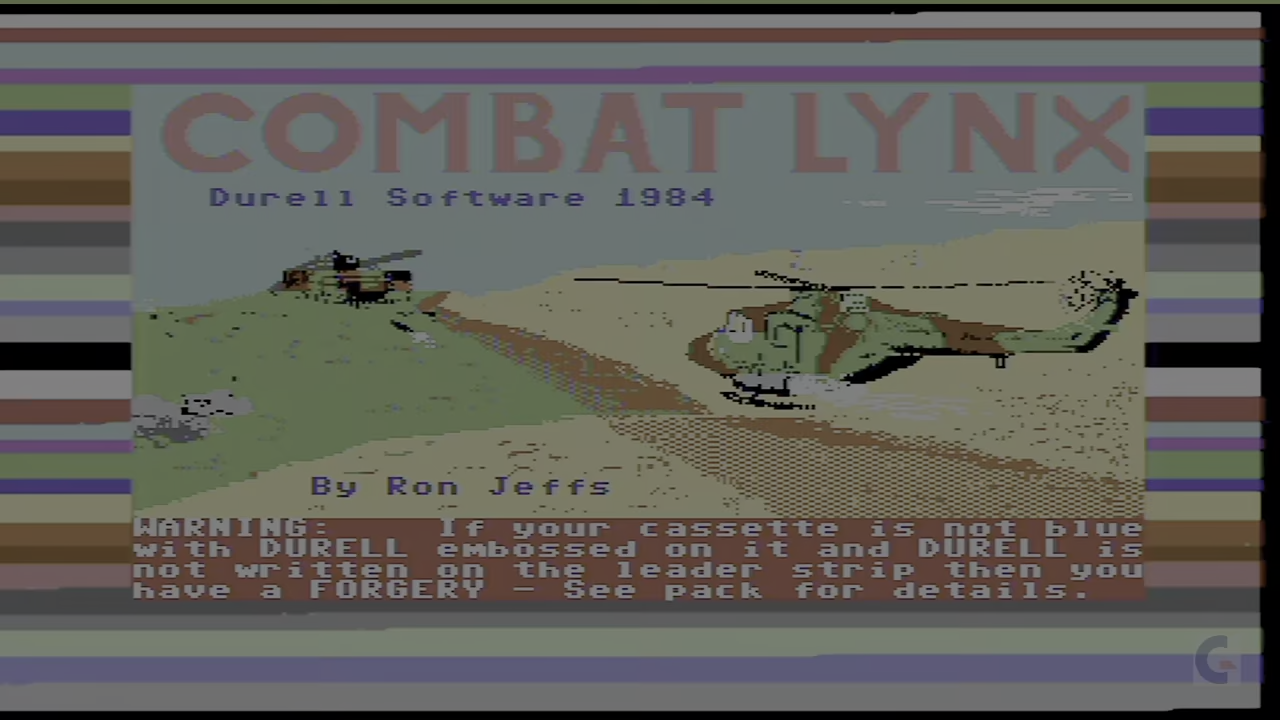 COMBAT LYNX
Durell Software 1984
By Ron Jeffs
WARNING: If your cassette is not blue
with DURELL embossed on it and DURELL is
not written on the leader strip then you
have a FORGERY - See pack for details.